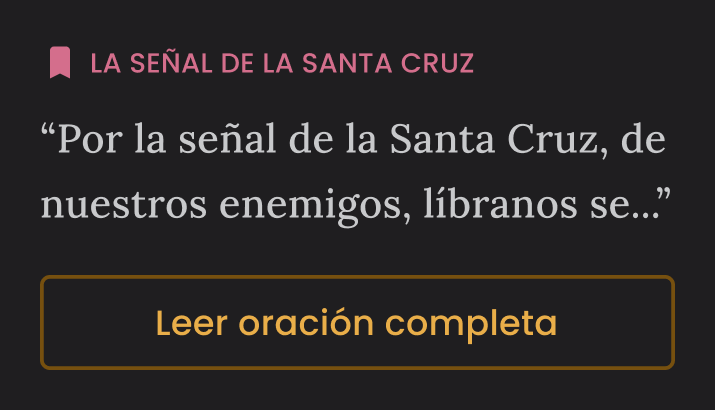 LA SEÑAL DE LA SANTA CRUZ
“Por la señal de la Santa Cruz, de
nuestros enemigos, líbranos se...”
Leer oración completa